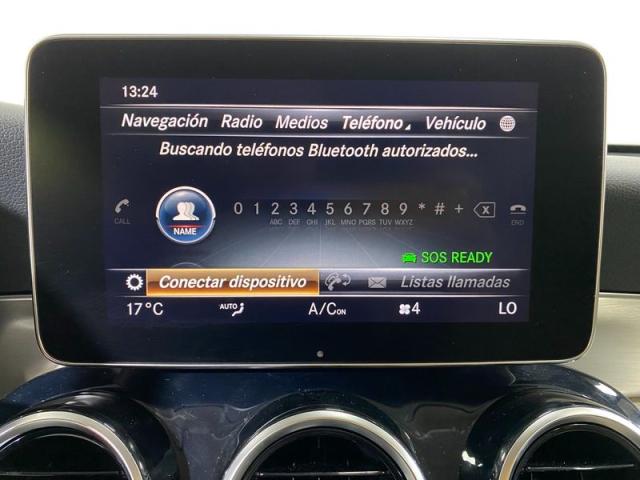 13:24
Navegación Radio Medios Teléfono Vehículo
Buscando teléfonos Bluetooth autorizados...
0 1 2 3 4 5 6 7 8 9 * # +
ABC DEF GHI JKL MNO PQRS TUV WXYZ
CALL
NAME
END
SOS READY
Conectar dispositivo Listas llamadas
17°C AUTO A/C ON 4 LO